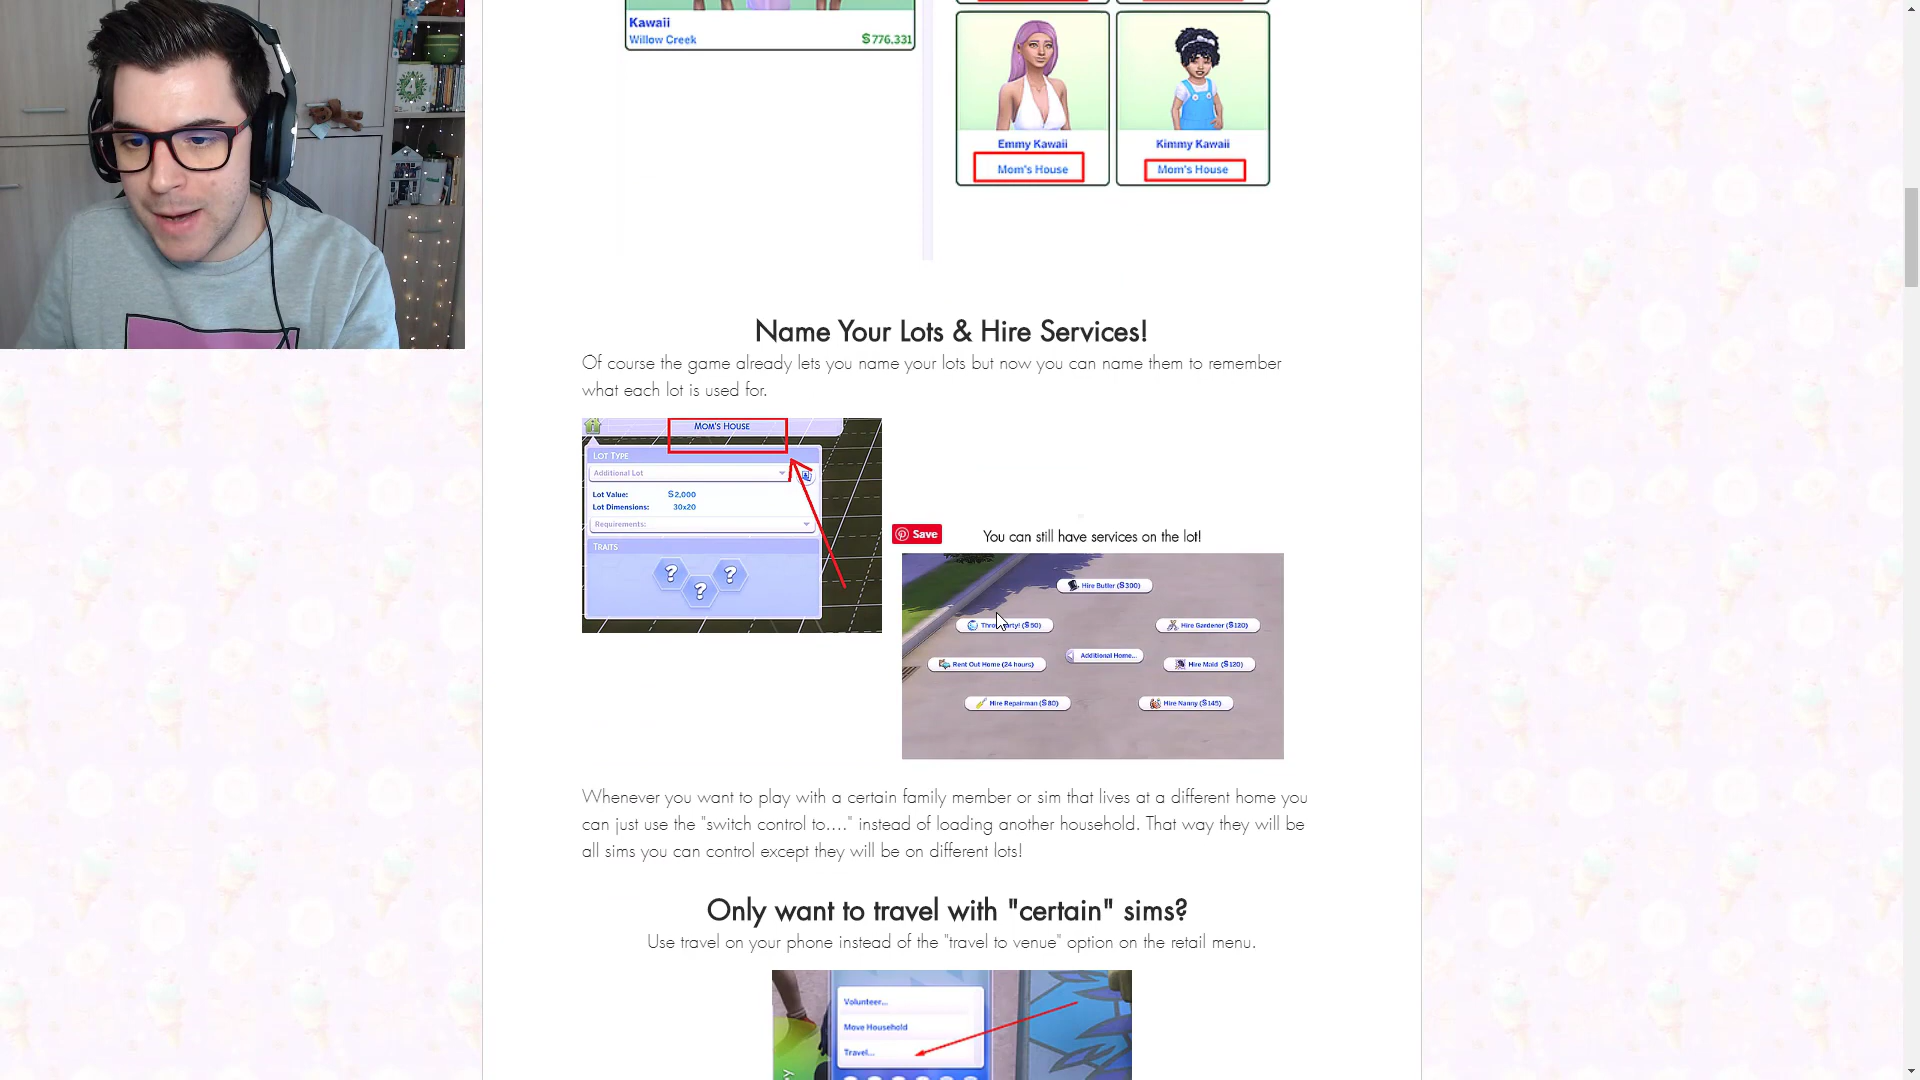 Kawaii
Willow Creek
$776,331
Emmy Kawaii
Mom's House
Kimmy Kawaii
Mom's House
Name Your Lots & Hire Services!
Of course the game already lets you name your lots but now you can name them to remember
what each lot is used for.
MOM'S HOUSE
LOT TYPE
Additional Lot
Lot Value: $2,000
Lot Dimensions: 30x20
Requirements:
TRAITS
? ? ?
Save
You can still have services on the lot!
Hire Butler ($300)
($50)
Hire Gardener ($120)
Additional Home...
Rent Out Home (24 hours)
Hire Maid ($120)
Hire Repairman ($80)
Hire Nanny ($145)
Whenever you want to play with a certain family member or sim that lives at a different home you
can just use the "switch control to...." instead of loading another household. That way they will be
all sims you can control except they will be on different lots!
Only want to travel with "certain" sims?
Use travel on your phone instead of the "travel to venue" option on the retail menu.
Volunteer...
Move Household
Travel...